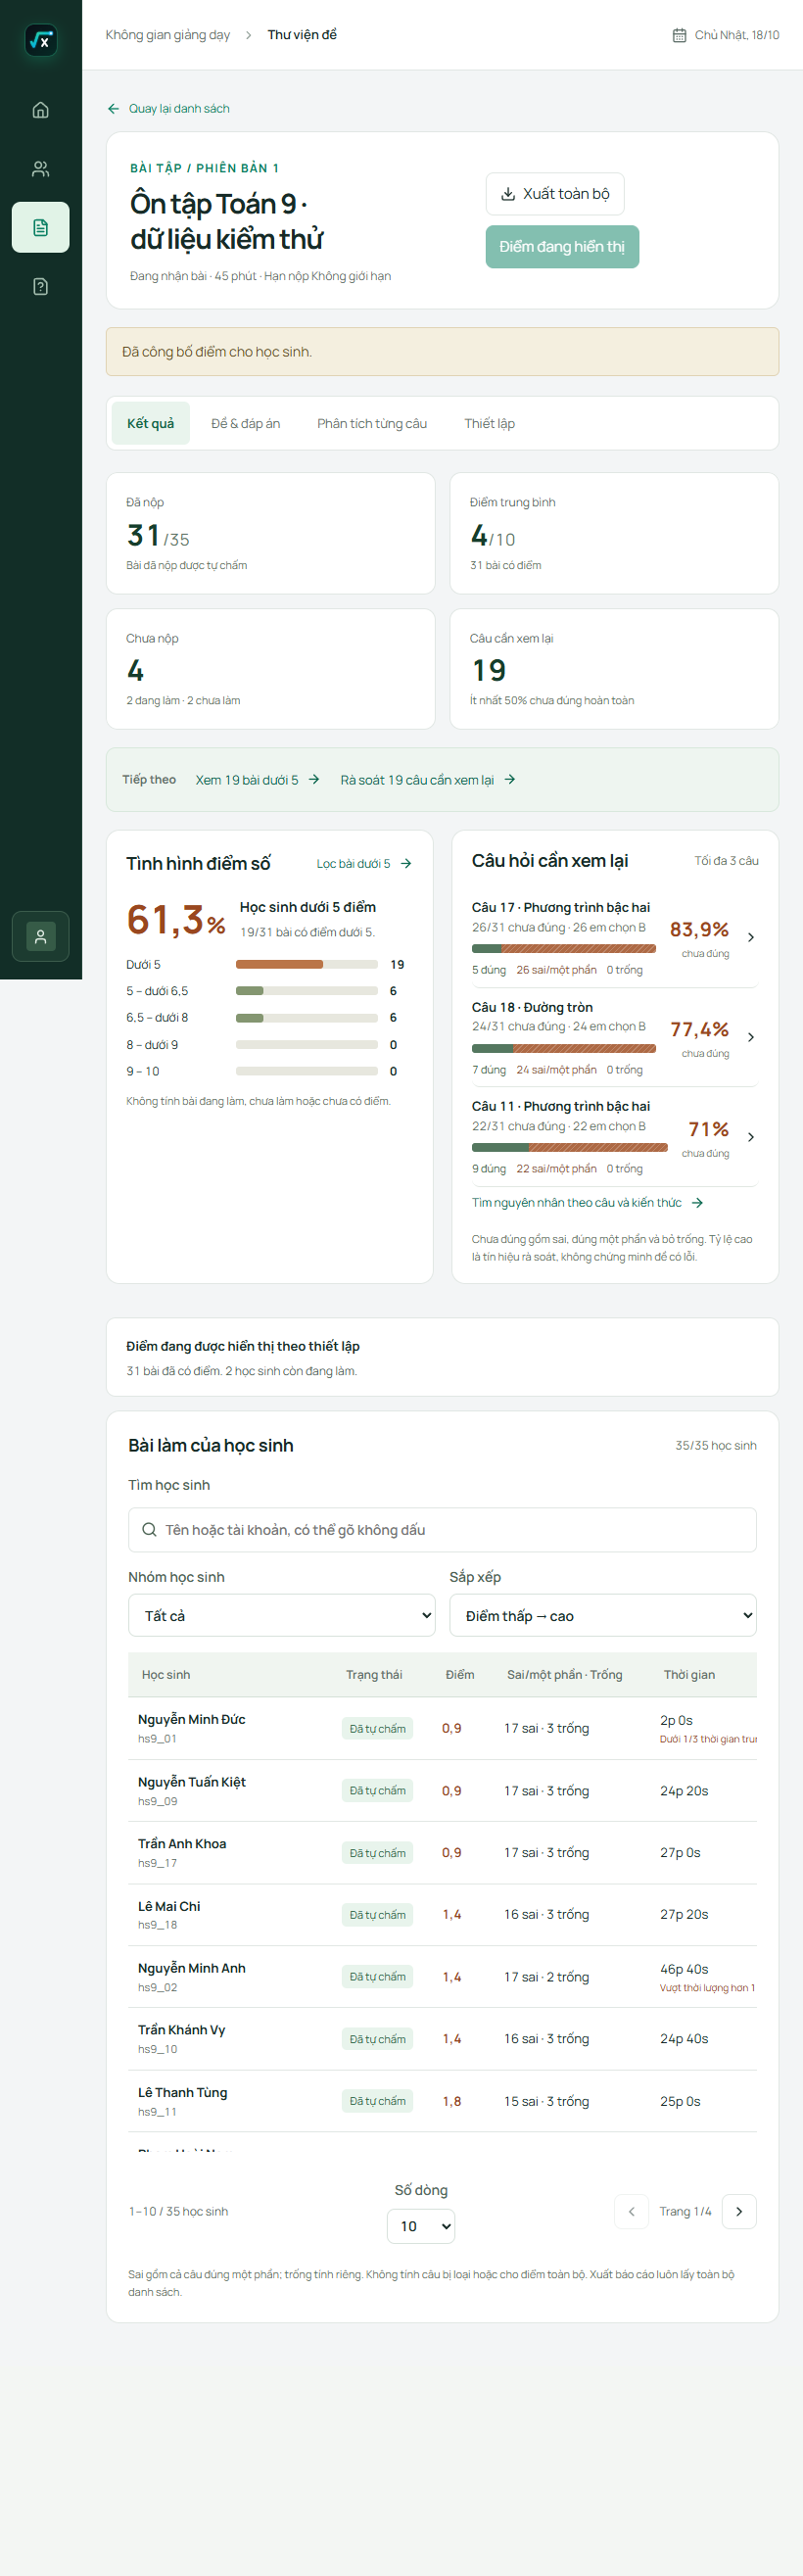 √x
Không gian giảng dạy > Thư viện đề
Chủ Nhật, 18/10
← Quay lại danh sách
BÀI TẬP / PHIÊN BẢN 1
Ôn tập Toán 9 ·
dữ liệu kiểm thử
Đang nhận bài · 45 phút · Hạn nộp Không giới hạn
Xuất toàn bộ
Điểm đang hiển thị
Đã công bố điểm cho học sinh.
Kết quả Đề & đáp án Phân tích từng câu Thiết lập
Đã nộp
31/35
Bài đã nộp được tự chấm
Điểm trung bình
4/10
31 bài có điểm
Chưa nộp
4
2 đang làm · 2 chưa làm
Câu cần xem lại
19
Ít nhất 50% chưa đúng hoàn toàn
Tiếp theo Xem 19 bài dưới 5 → Rà soát 19 câu cần xem lại →
Tình hình điểm số
Lọc bài dưới 5 →
61,3%
Học sinh dưới 5 điểm
19/31 bài có điểm dưới 5.
Dưới 5 19
5 – dưới 6,5 6
6,5 – dưới 8 6
8 – dưới 9 0
9 – 10 0
Không tính bài đang làm, chưa làm hoặc chưa có điểm.
Câu hỏi cần xem lại
Tối đa 3 câu
Câu 17 · Phương trình bậc hai
26/31 chưa đúng · 26 em chọn B
83,9%
chưa đúng
5 đúng 26 sai/một phần 0 trống
Câu 18 · Đường tròn
24/31 chưa đúng · 24 em chọn B
77,4%
chưa đúng
7 đúng 24 sai/một phần 0 trống
Câu 11 · Phương trình bậc hai
22/31 chưa đúng · 22 em chọn B
71%
chưa đúng
9 đúng 22 sai/một phần 0 trống
Tìm nguyên nhân theo câu và kiến thức →
Chưa đúng gồm sai, đúng một phần và bỏ trống. Tỷ lệ cao
là tín hiệu rà soát, không chứng minh đề có lỗi.
Điểm đang được hiển thị theo thiết lập
31 bài đã có điểm. 2 học sinh còn đang làm.
Bài làm của học sinh
35/35 học sinh
Tìm học sinh
Tên hoặc tài khoản, có thể gõ không dấu
Nhóm học sinh
Tất cả
Sắp xếp
Điểm thấp → cao
Học sinh Trạng thái Điểm Sai/một phần · Trống Thời gian
Nguyễn Minh Đức
hs9_01
Đã tự chấm 0,9 17 sai · 3 trống 2p 0s
Dưới 1/3 thời gian
Nguyễn Tuấn Kiệt
hs9_09
Đã tự chấm 0,9 17 sai · 3 trống 24p 20s
Trần Anh Khoa
hs9_17
Đã tự chấm 0,9 17 sai · 3 trống 27p 0s
Lê Mai Chi
hs9_18
Đã tự chấm 1,4 16 sai · 3 trống 27p 20s
Nguyễn Minh Anh
hs9_02
Đã tự chấm 1,4 17 sai · 2 trống 46p 40s
Vượt thời lượng hơn 1
Trần Khánh Vy
hs9_10
Đã tự chấm 1,4 16 sai · 3 trống 24p 40s
Lê Thanh Tùng
hs9_11
Đã tự chấm 1,8 15 sai · 3 trống 25p 0s
1–10 / 35 học sinh
Số dòng
10
Trang 1/4
Sai gồm cả câu đúng một phần; trống tính riêng. Không tính câu bị loại hoặc cho điểm toàn bộ. Xuất báo cáo luôn lấy toàn bộ
danh sách.